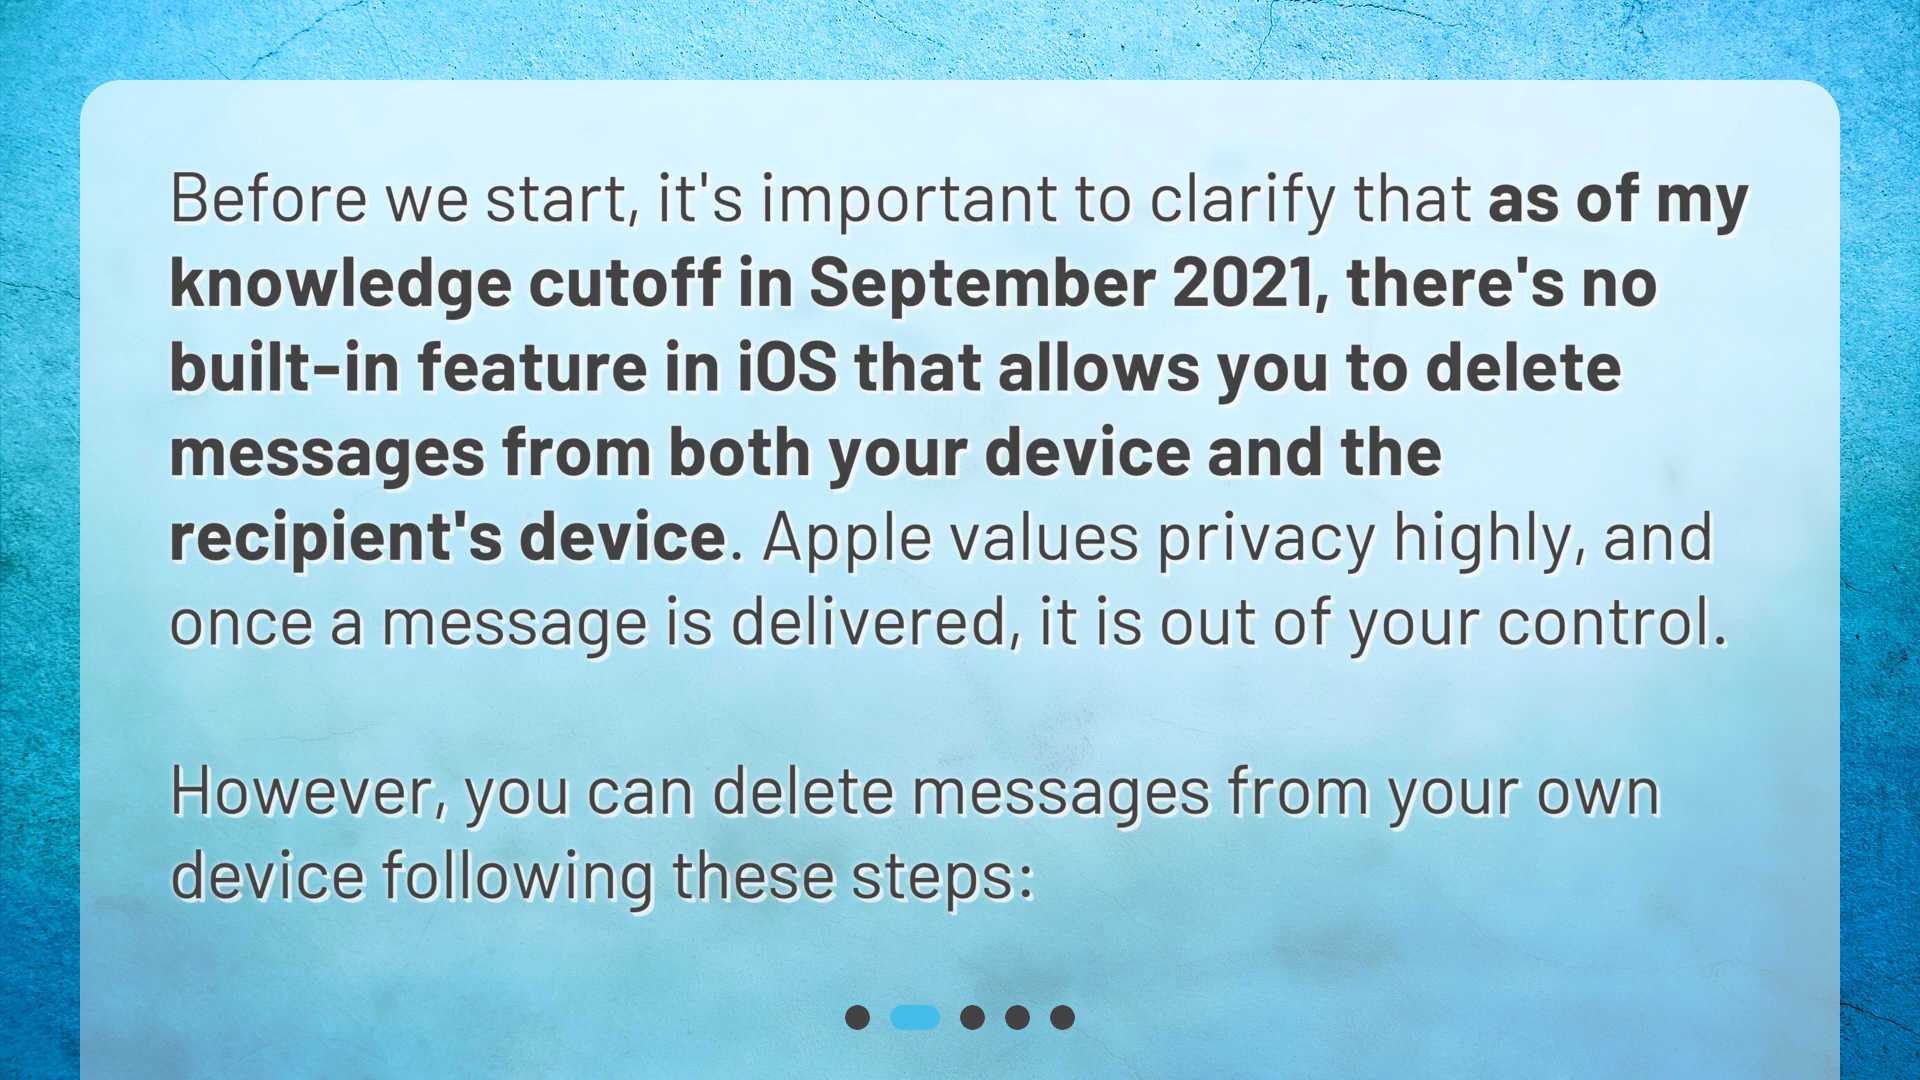 Before we start, it's important to clarify that as of my
knowledge cutoff in September 2021, there's no
built-in feature in iOS that allows you to delete
messages from both your device and the
recipient's device. Apple values privacy highly, and
once a message is delivered, it is out of your control.
However, you can delete messages from your own
device following these steps: